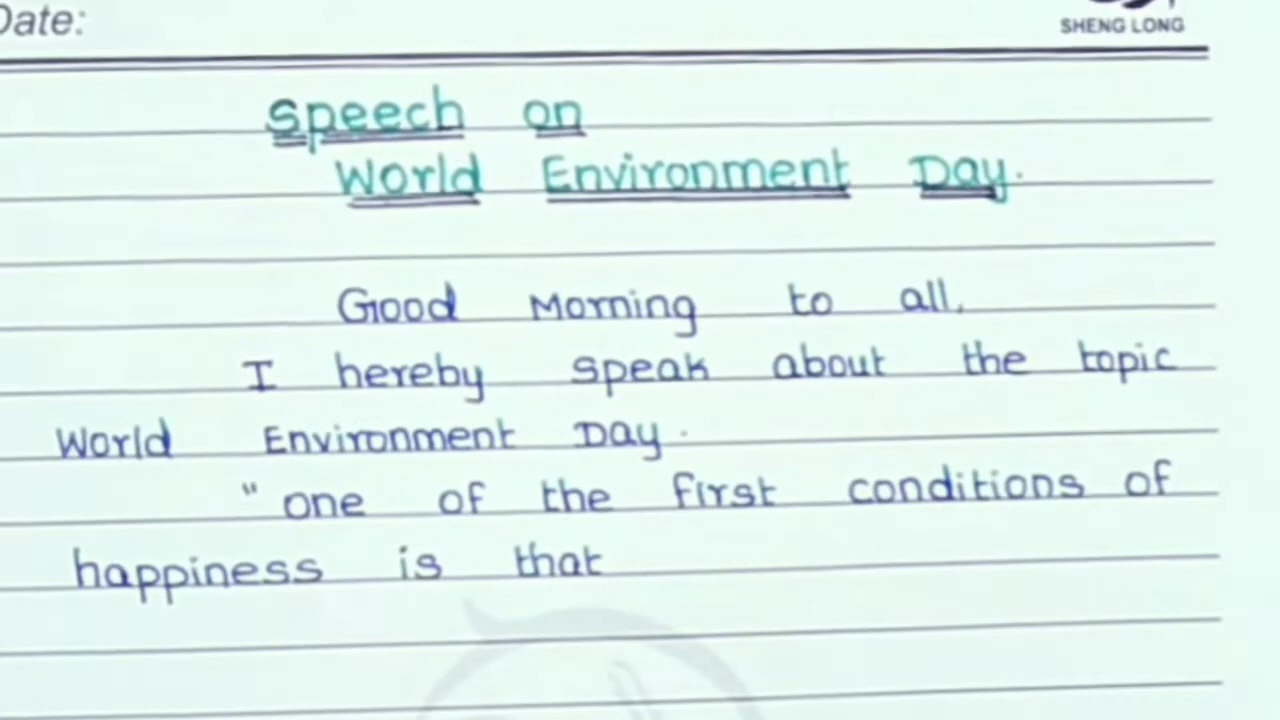 Date:
SHENG LONG
Speech on
World Environment Day.
Good Morning to all,
I hereby speak about the topic
World Environment Day.
"one of the first conditions of
happiness is that